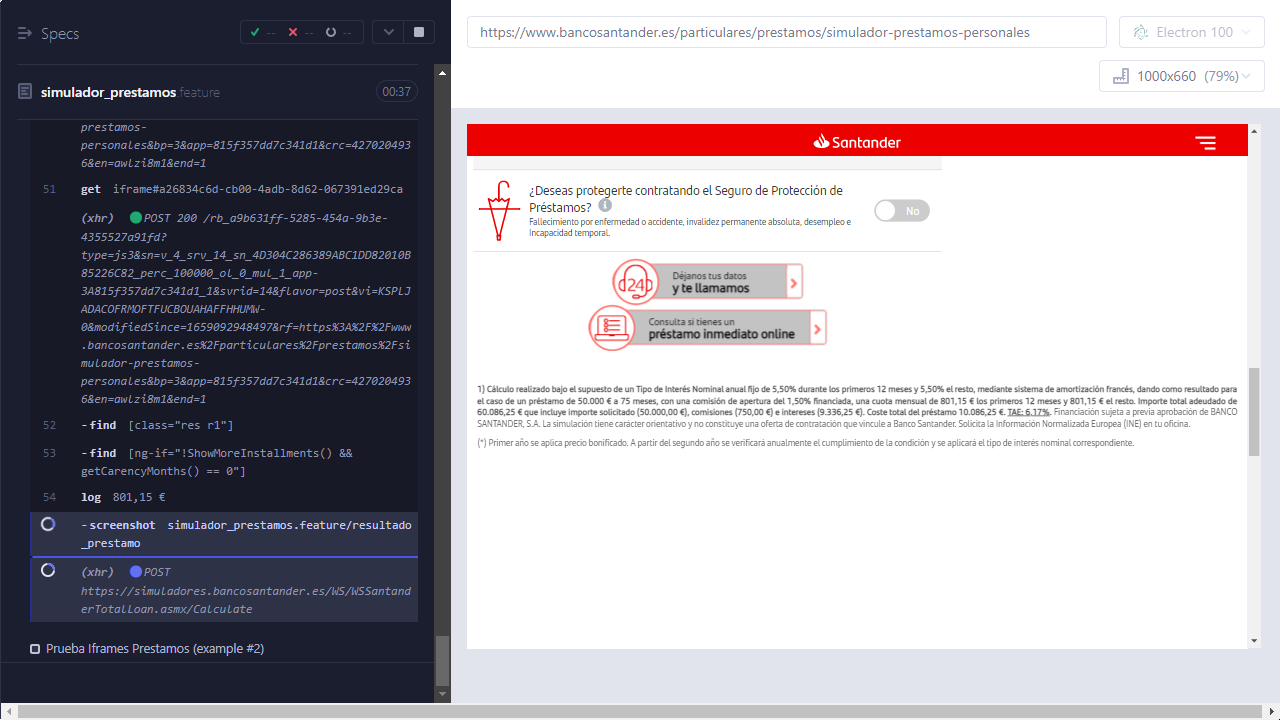 Specs
-- -- --
simulador_prestamos.feature 00:37
prestamos-
personales&bp=3&app=815f357dd7c341d1&crc=427020493
6&en=awlzi8m1&end=1
51 get iframe#a26834c6d-cb00-4adb-8d62-067391ed29ca
(xhr) POST 200 /rb_a9b631ff-5285-454a-9b3e-
4355527a91fd?
type=js3&sn=v_4_srv_14_sn_4D304C286389ABC1DD82010B
85226C82_perc_100000_ol_0_mul_1_app-
3A815f357dd7c341d1_1&svrid=14&flavor=post&vi=KSPLJ
ADACOFRMOFTFUCBOUAHAFFHHUMW-
0&modifiedSince=1659092948497&rf=https%3A%2F%2Fwww
.bancosantander.es%2Fparticulares%2Fprestamos%2Fsi
mulador-prestamos-
personales&bp=3&app=815f357dd7c341d1&crc=427020493
6&en=awlzi8m1&end=1
52 -find [class="res r1"]
53 -find [ng-if="!ShowMoreInstallments() &&
getCarencyMonths() == 0"]
54 log 801,15 €
-screenshot simulador_prestamos.feature/resultado
_prestamo
(xhr) POST
https://simuladores.bancosantander.es/WS/WSSantand
erTotalLoan.asmx/Calculate
Prueba Iframes Prestamos (example #2)
https://www.bancosantander.es/particulares/prestamos/simulador-prestamos-personales
Electron 100
1000x660 (79%)
Santander
¿Deseas protegerte contratando el Seguro de Protección de
Préstamos? i
No
Fallecimiento por enfermedad o accidente, invalidez permanente absoluta, desempleo e
Incapacidad temporal.
24
Déjanos tus datos
y te llamamos
Consulta si tienes un
préstamo inmediato online
1) Cálculo realizado bajo el supuesto de un Tipo de Interés Nominal anual fijo de 5,50% durante los primeros 12 meses y 5,50% el resto, mediante sistema de amortización francés, dando como resultado para
el caso de un préstamo de 50.000 € a 75 meses, con una comisión de apertura del 1,50% financiada, una cuota mensual de 801,15 € los primeros 12 meses y 801,15 € el resto. Importe total adeudado de
60.086,25 € que incluye importe solicitado (50.000,00 €), comisiones (750,00 €) e intereses (9.336,25 €). Coste total del préstamo 10.086,25 €. TAE: 6.17%. Financiación sujeta a previa aprobación de BANCO
SANTANDER, S.A. La simulación tiene carácter orientativo y no constituye una oferta de contratación que vincule a Banco Santander. Solicita la Información Normalizada Europea (INE) en tu oficina.
(*) Primer año se aplica precio bonificado. A partir del segundo año se verificará anualmente el cumplimiento de la condición y se aplicará el tipo de interés nominal correspondiente.